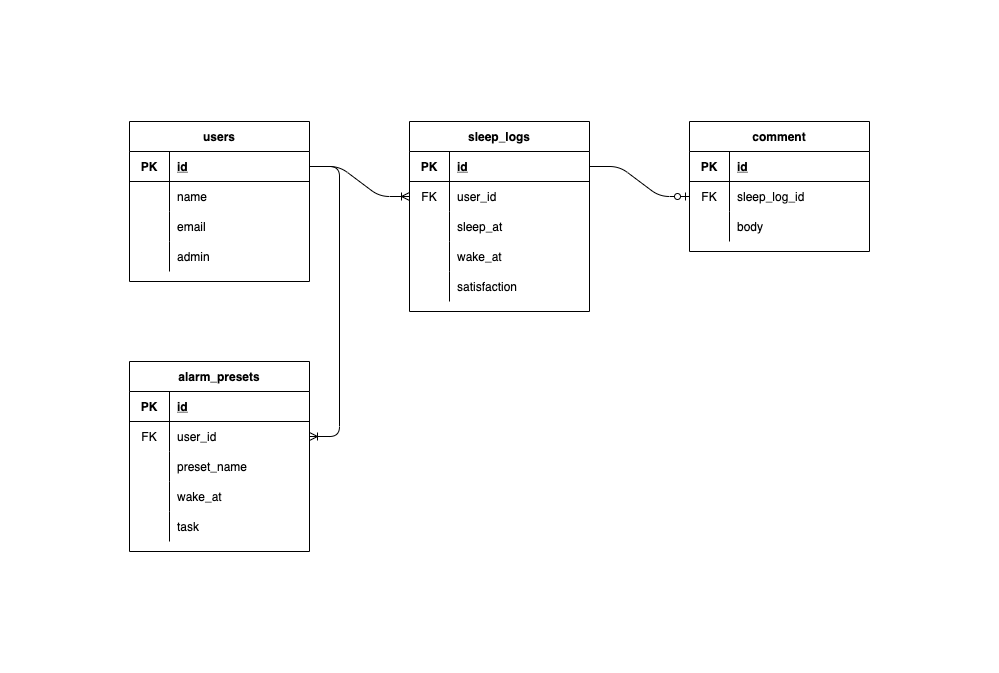 users
PK id
name
email
admin
sleep_logs
PK id
FK user_id
sleep_at
wake_at
satisfaction
comment
PK id
FK sleep_log_id
body
alarm_presets
PK id
FK user_id
preset_name
wake_at
task